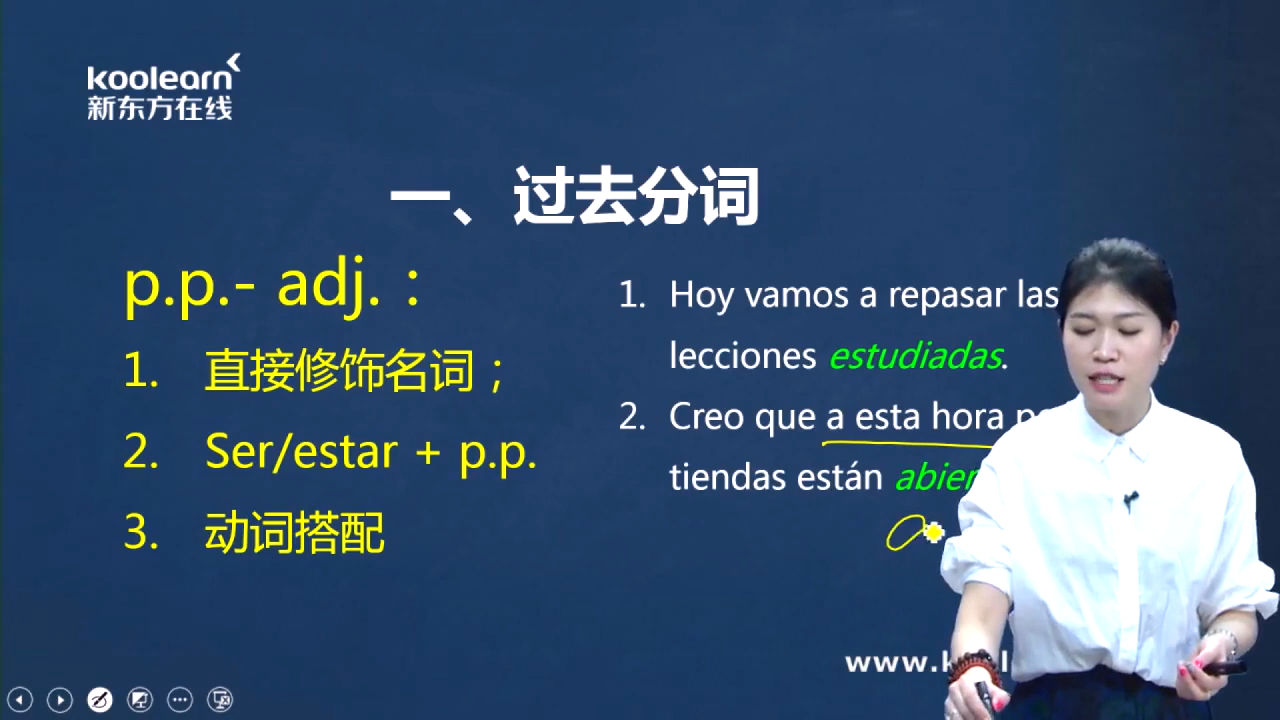 koolearn
新东方在线
一、过去分词
p.p.- adj.：
1. 直接修饰名词；
2. Ser/estar + p.p.
3. 动词搭配
1. Hoy vamos a repasar las
lecciones estudiadas.
2. Creo que a esta hora
tiendas están